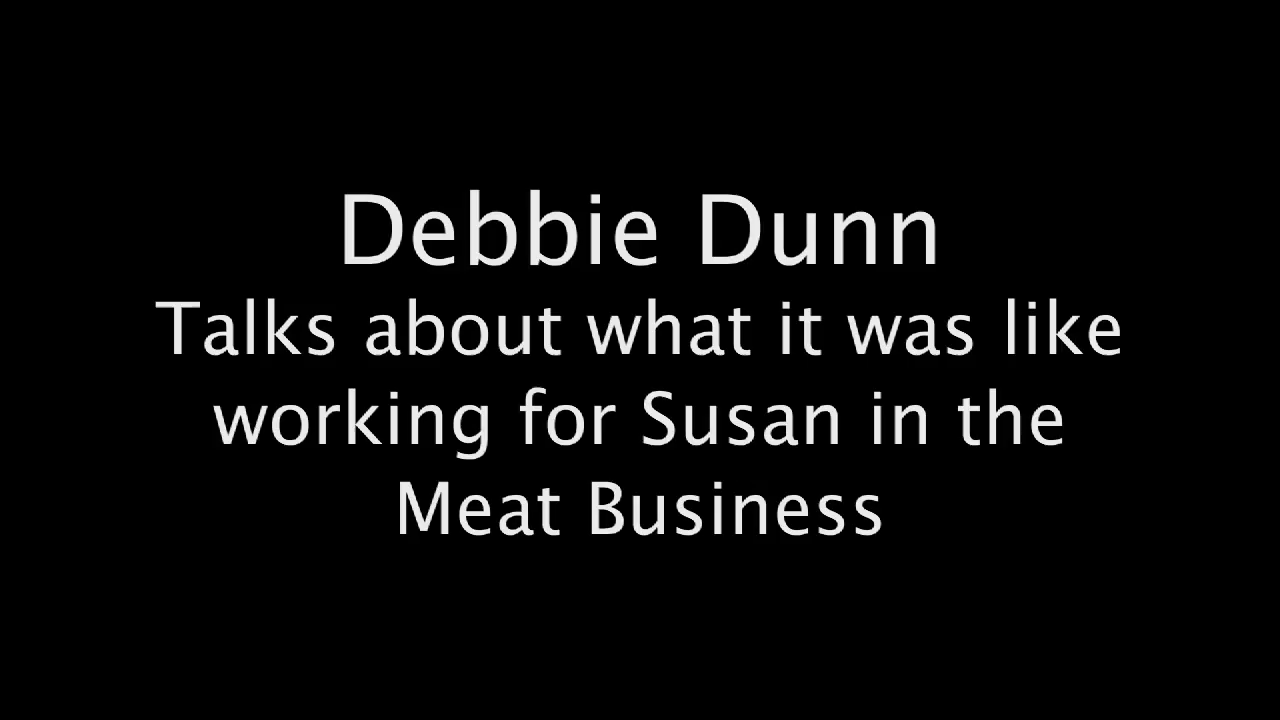 Debbie Dunn
Talks about what it was like
working for Susan in the
Meat Business